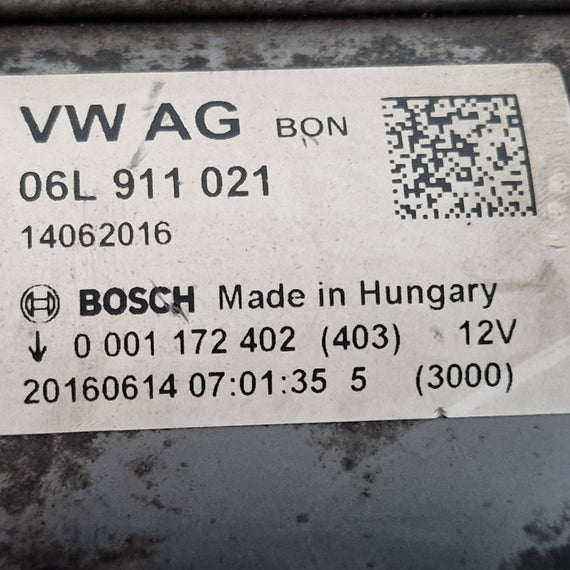 VW AG BON
06L 911 021
14062016
BOSCH Made in Hungary
↓ 0 001 172 402 (403) 12V
20160614 07:01:35 5 (3000)